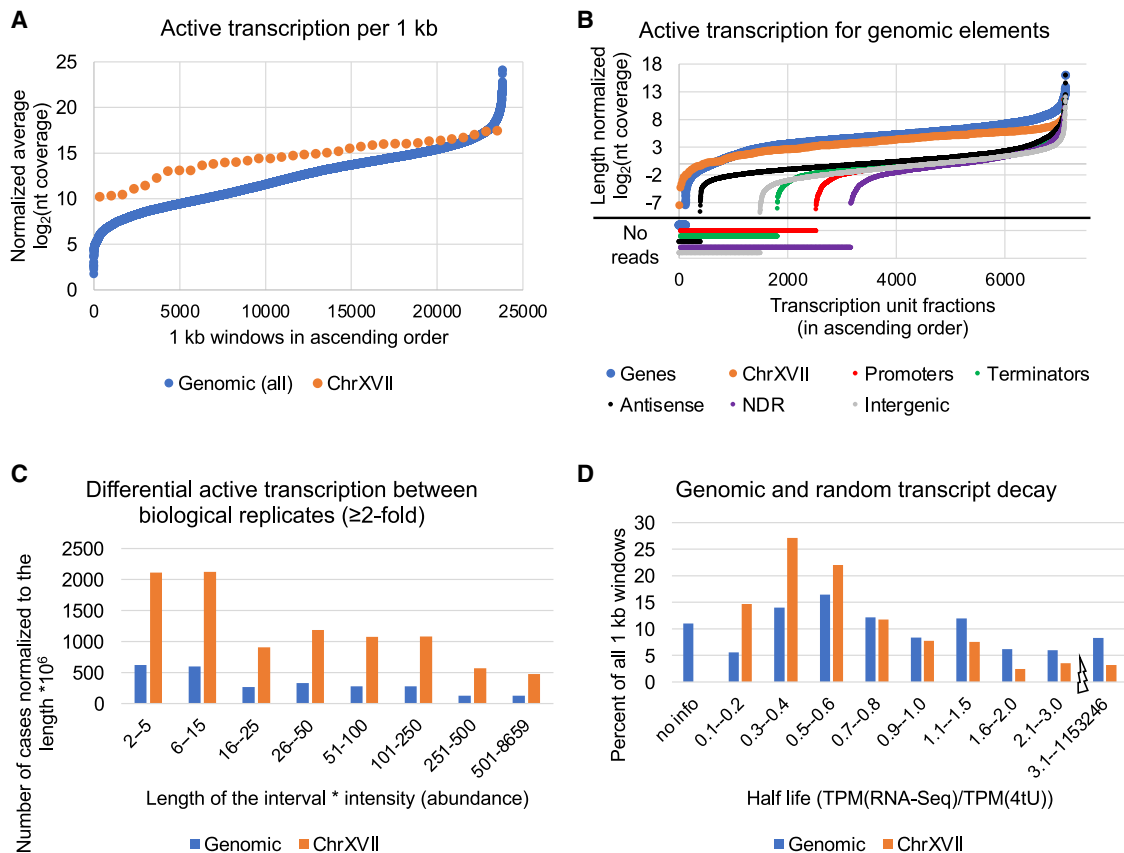 A
Active transcription per 1 kb
Normalized average
log2(nt coverage)
25
20
15
10
5
0
0 5000 10000 15000 20000 25000
1 kb windows in ascending order
Genomic (all) ChrXVII
B
Active transcription for genomic elements
Length normalized
log2(nt coverage)
18
13
8
3
-2
-7
No
reads
0 2000 4000 6000
Transcription unit fractions
(in ascending order)
Genes ChrXVII Promoters Terminators
Antisense NDR Intergenic
C
Differential active transcription between
biological replicates (≥2-fold)
Number of cases normalized to the
length *10⁶
2500
2000
1500
1000
500
0
2–5 6–15 16–25 26–50 51-100 101-250 251-500 501-8659
Length of the interval * intensity (abundance)
Genomic ChrXVII
D
Genomic and random transcript decay
Percent of all 1 kb windows
30
25
20
15
10
5
0
no info 0.1–0.2 0.3–0.4 0.5–0.6 0.7–0.8 0.9–1.0 1.1–1.5 1.6–2.0 2.1–3.0 3.1–1153246
Half life (TPM(RNA-Seq)/TPM(4tU))
Genomic ChrXVII